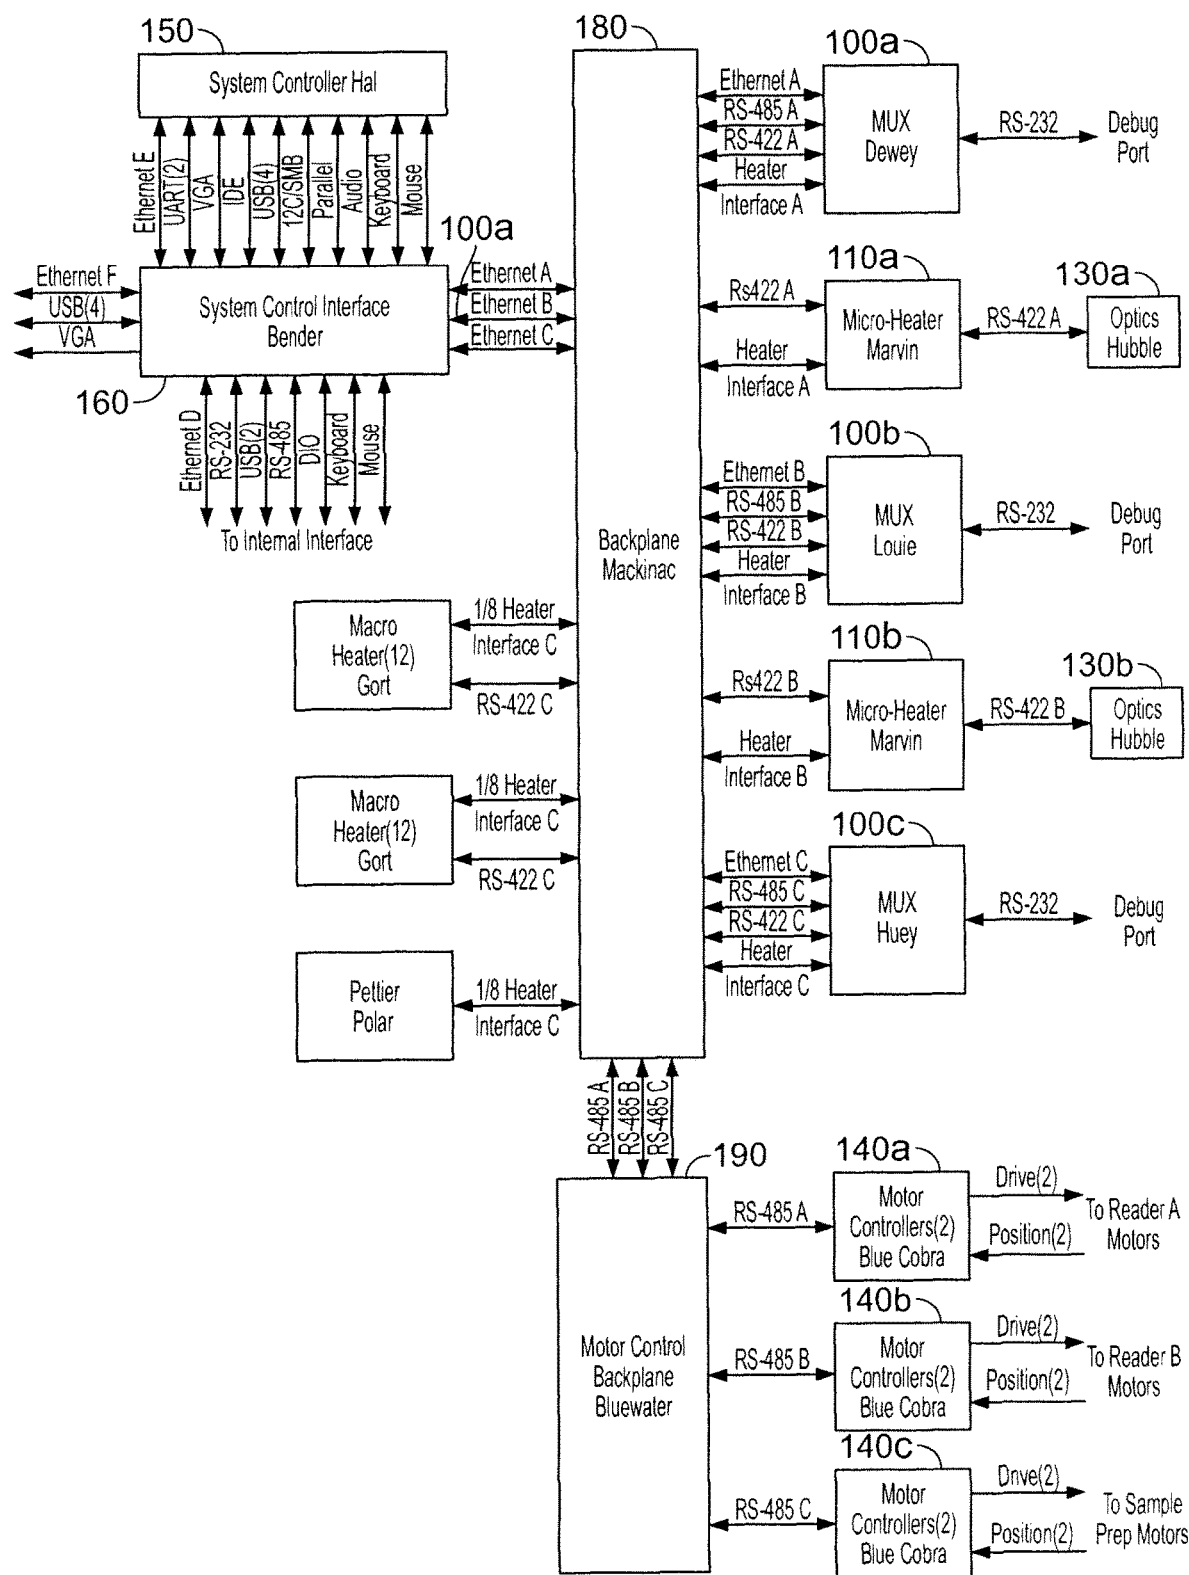 150
System Controller Hal
Ethernet E
UART(2)
VGA
IDE
USB(4)
12C/SMB
Parallel
Audio
Keyboard
Mouse
100a
Ethernet F
USB(4)
VGA
System Control Interface
Bender
160
Ethernet A
Ethernet B
Ethernet C
Ethernet D
RS-232
USB(2)
RS-485
DIO
Keyboard
Mouse
To Internal Interface
Macro
Heater(12)
Gort
1/8 Heater
Interface C
RS-422 C
Macro
Heater(12)
Gort
1/8 Heater
Interface C
RS-422 C
Pettier
Polar
1/8 Heater
Interface C
180
Backplane
Mackinac
100a
Ethernet A
RS-485 A
RS-422 A
Heater
Interface A
MUX
Dewey
RS-232
Debug
Port
110a
Rs422 A
Heater
Interface A
Micro-Heater
Marvin
RS-422 A
130a
Optics
Hubble
100b
Ethernet B
RS-485 B
RS-422 B
Heater
Interface B
MUX
Louie
RS-232
Debug
Port
110b
Rs422 B
Heater
Interface B
Micro-Heater
Marvin
RS-422 B
130b
Optics
Hubble
100c
Ethernet C
RS-485 C
RS-422 C
Heater
Interface C
MUX
Huey
RS-232
Debug
Port
RS-485 A
RS-485 B
RS-485 C
190
Motor Control
Backplane
Bluewater
140a
RS-485 A
Motor
Controllers(2)
Blue Cobra
Drive(2)
Position(2)
To Reader A
Motors
140b
RS-485 B
Motor
Controllers(2)
Blue Cobra
Drive(2)
Position(2)
To Reader B
Motors
140c
RS-485 C
Motor
Controllers(2)
Blue Cobra
Drive(2)
Position(2)
To Sample
Prep Motors